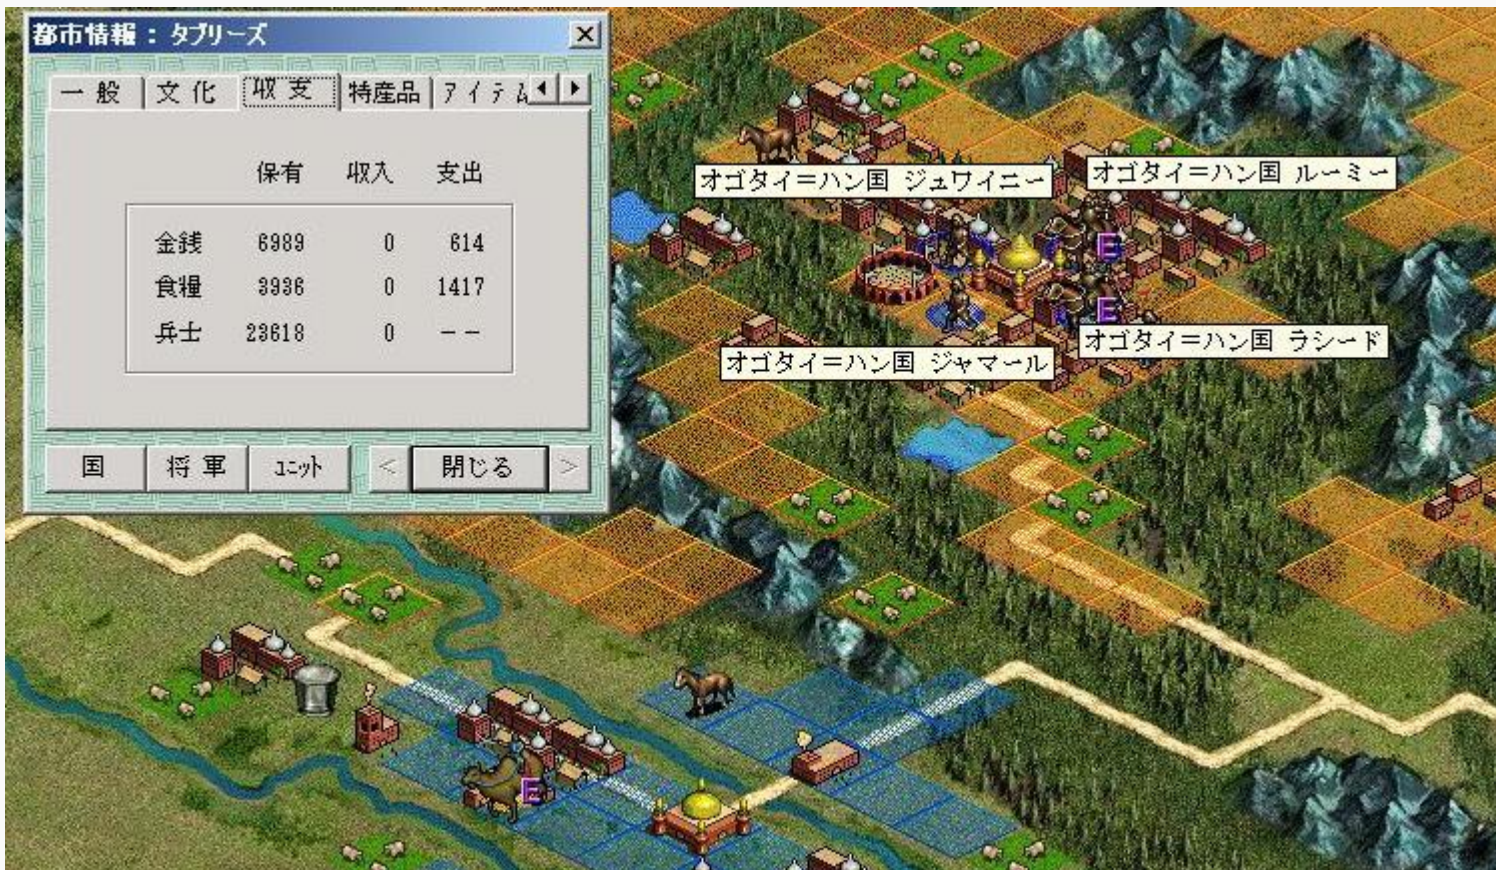 都市情報：タブリーズ
一般 文化 収支 特産品 アイテム
保有 収入 支出
金銭 6989 0 614
食糧 3936 0 1417
兵士 23618 0 --
国 将軍 ユニット < 閉じる >
オゴタイ＝ハン国 ジュワイニー
オゴタイ＝ハン国 ルーミー
オゴタイ＝ハン国 ラシード
オゴタイ＝ハン国 ジャマール
E
E
E